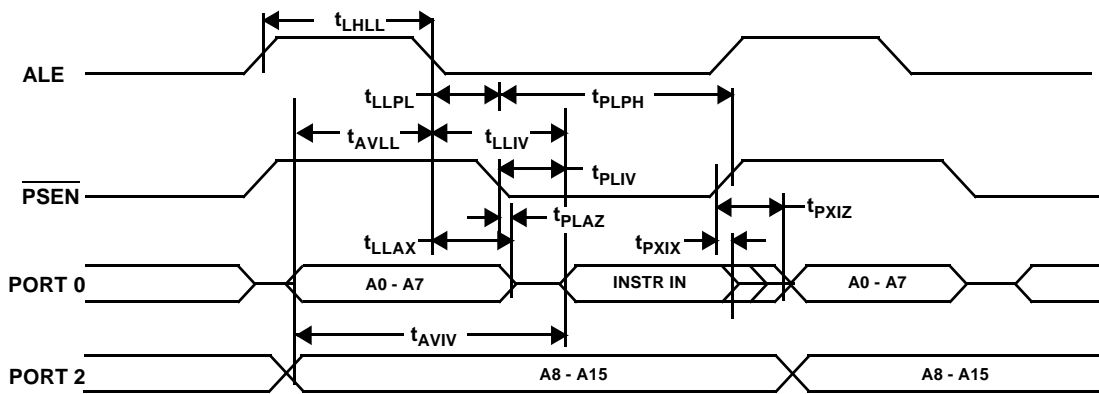 tLHLL
ALE
tLLPL
tPLPH
tAVLL
tLLIV
PSEN
tPLIV
tPLAZ
tPXIZ
tLLAX
tPXIX
PORT 0
A0 - A7
INSTR IN
A0 - A7
tAVIV
PORT 2
A8 - A15
A8 - A15